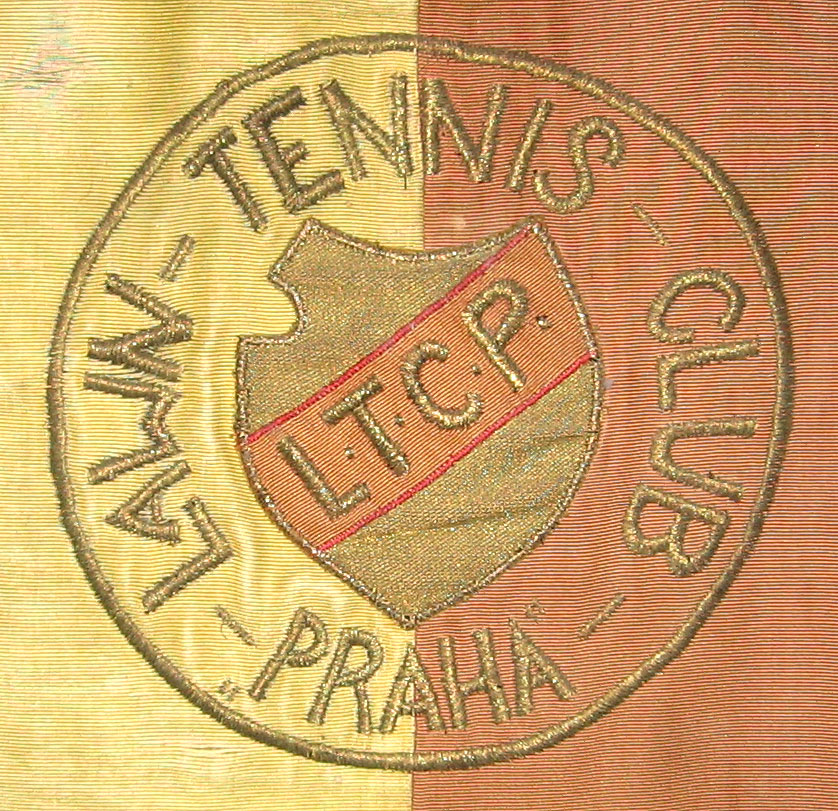 LAWN - TENNIS - CLUB
- „PRAHA“ -
L.T.C.P.